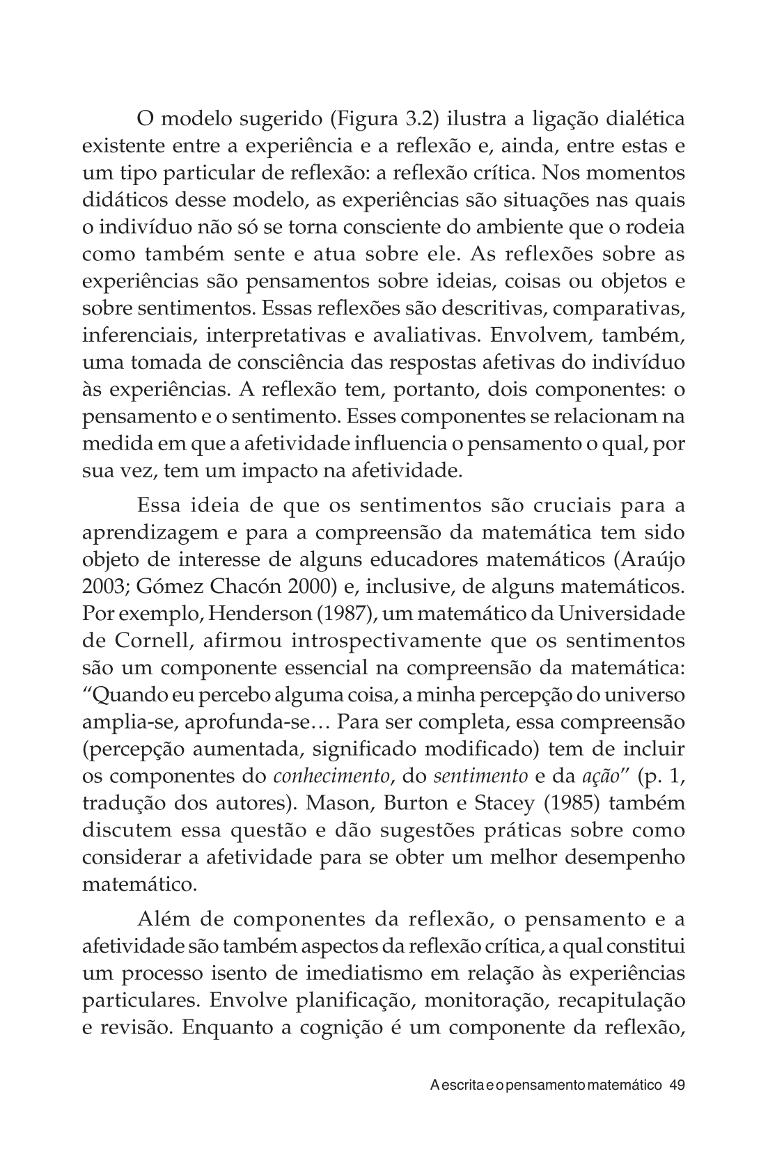 O modelo sugerido (Figura 3.2) ilustra a ligação dialética
existente entre a experiência e a reflexão e, ainda, entre estas e
um tipo particular de reflexão: a reflexão crítica. Nos momentos
didáticos desse modelo, as experiências são situações nas quais
o indivíduo não só se torna consciente do ambiente que o rodeia
como também sente e atua sobre ele. As reflexões sobre as
experiências são pensamentos sobre ideias, coisas ou objetos e
sobre sentimentos. Essas reflexões são descritivas, comparativas,
inferenciais, interpretativas e avaliativas. Envolvem, também,
uma tomada de consciência das respostas afetivas do indivíduo
às experiências. A reflexão tem, portanto, dois componentes: o
pensamento e o sentimento. Esses componentes se relacionam na
medida em que a afetividade influencia o pensamento o qual, por
sua vez, tem um impacto na afetividade.
Essa ideia de que os sentimentos são cruciais para a
aprendizagem e para a compreensão da matemática tem sido
objeto de interesse de alguns educadores matemáticos (Araújo
2003; Gómez Chacón 2000) e, inclusive, de alguns matemáticos.
Por exemplo, Henderson (1987), um matemático da Universidade
de Cornell, afirmou introspectivamente que os sentimentos
são um componente essencial na compreensão da matemática:
“Quando eu percebo alguma coisa, a minha percepção do universo
amplia-se, aprofunda-se… Para ser completa, essa compreensão
(percepção aumentada, significado modificado) tem de incluir
os componentes do conhecimento, do sentimento e da ação” (p. 1,
tradução dos autores). Mason, Burton e Stacey (1985) também
discutem essa questão e dão sugestões práticas sobre como
considerar a afetividade para se obter um melhor desempenho
matemático.
Além de componentes da reflexão, o pensamento e a
afetividade são também aspectos da reflexão crítica, a qual constitui
um processo isento de imediatismo em relação às experiências
particulares. Envolve planificação, monitoração, recapitulação
e revisão. Enquanto a cognição é um componente da reflexão,
A escrita e o pensamento matemático 49